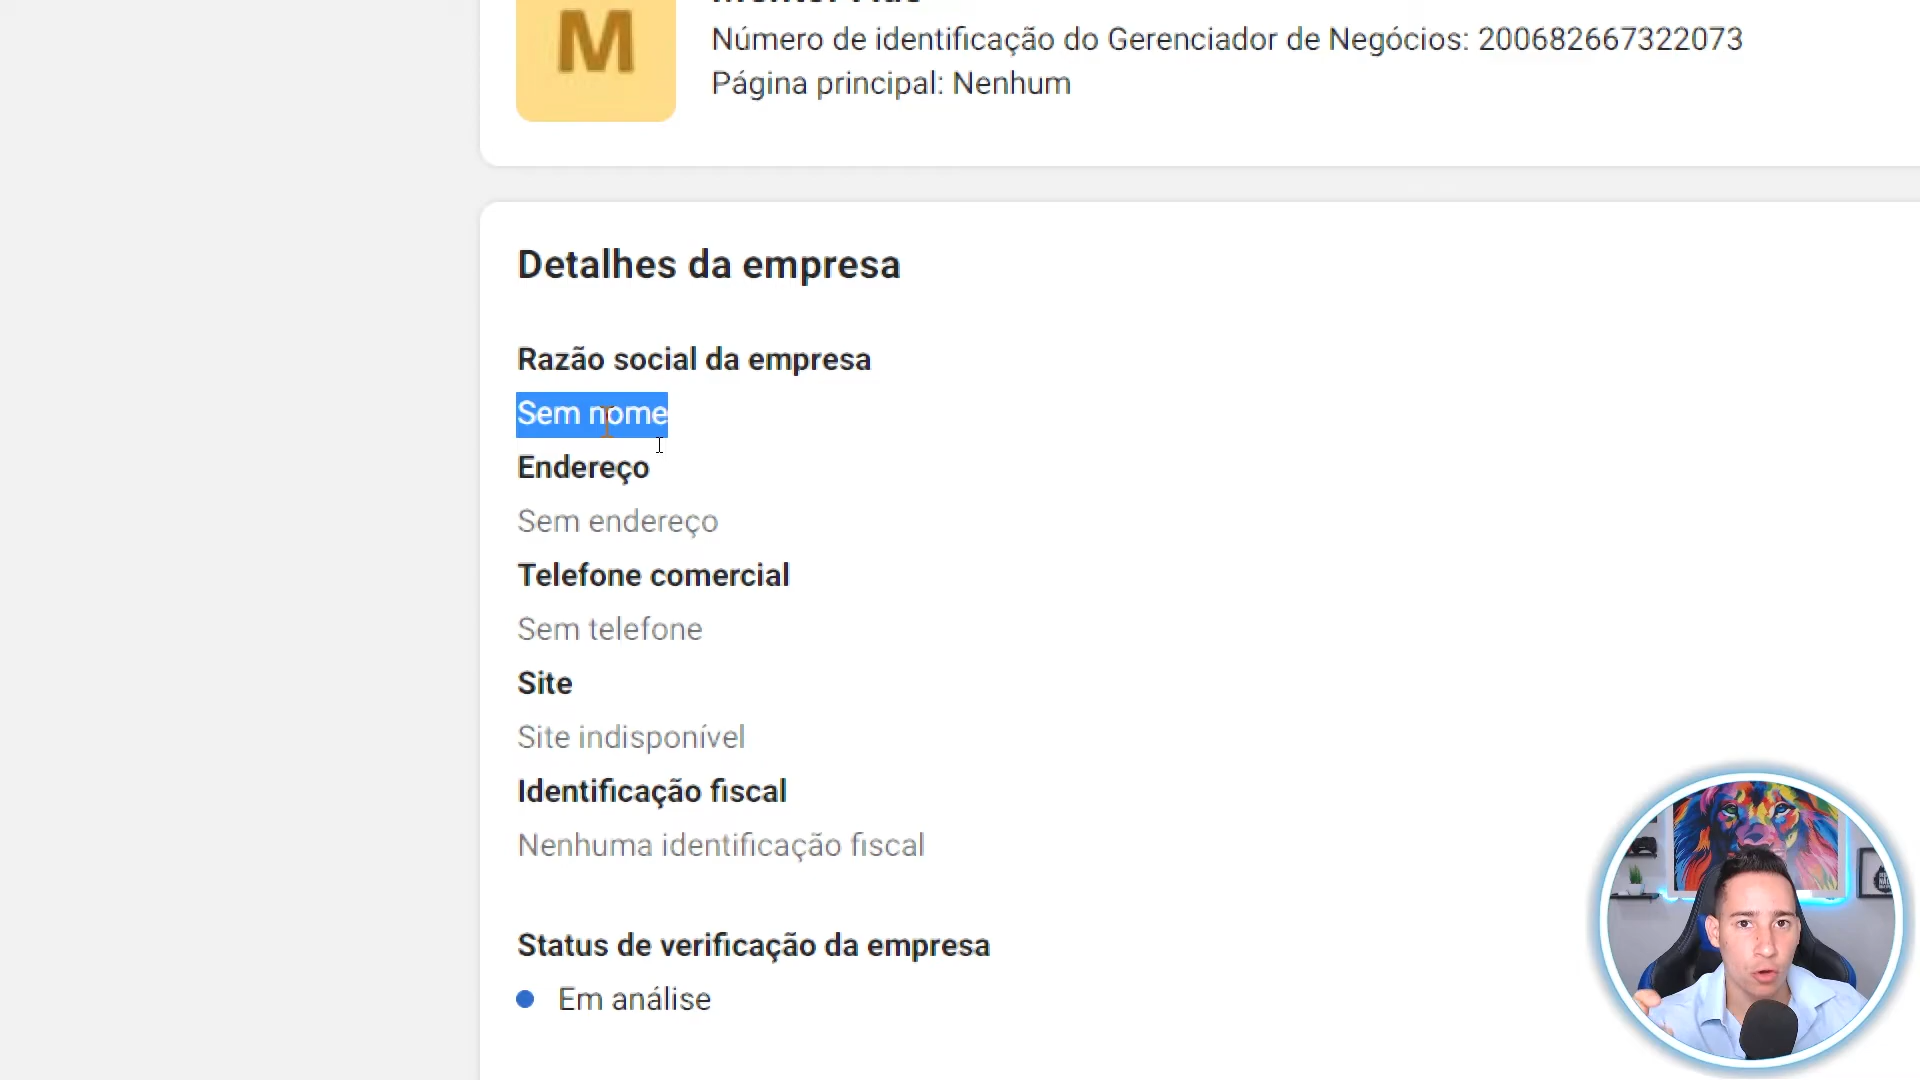 M
Número de identificação do Gerenciador de Negócios: 200682667322073
Página principal: Nenhum
Detalhes da empresa
Razão social da empresa
Sem nome
Endereço
Sem endereço
Telefone comercial
Sem telefone
Site
Site indisponível
Identificação fiscal
Nenhuma identificação fiscal
Status de verificação da empresa
Em análise